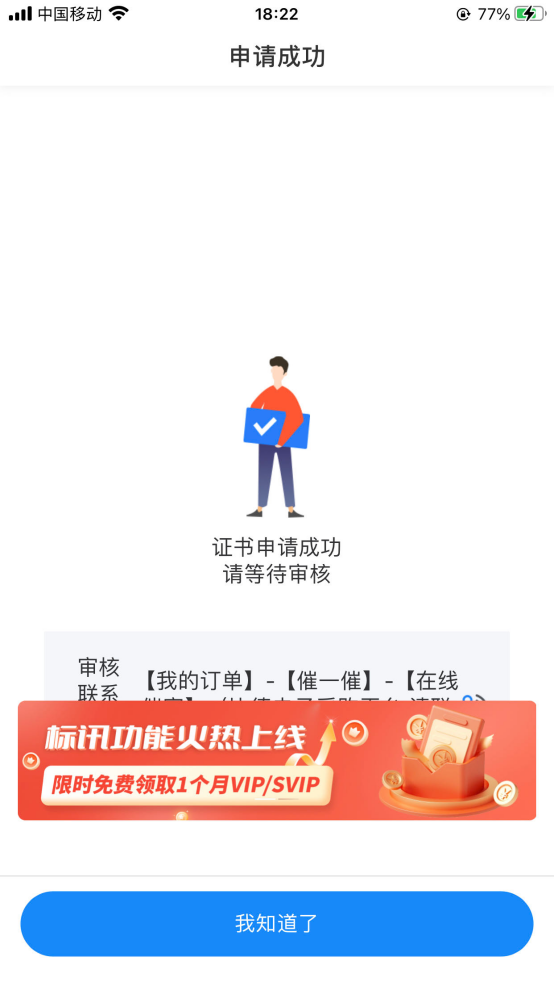 中国移动
18:22
77%
申请成功
证书申请成功
请等待审核
审核
联系
【我的订单】-【催一催】-【在线
标讯功能火热上线
限时免费领取1个月VIP/SVIP
我知道了